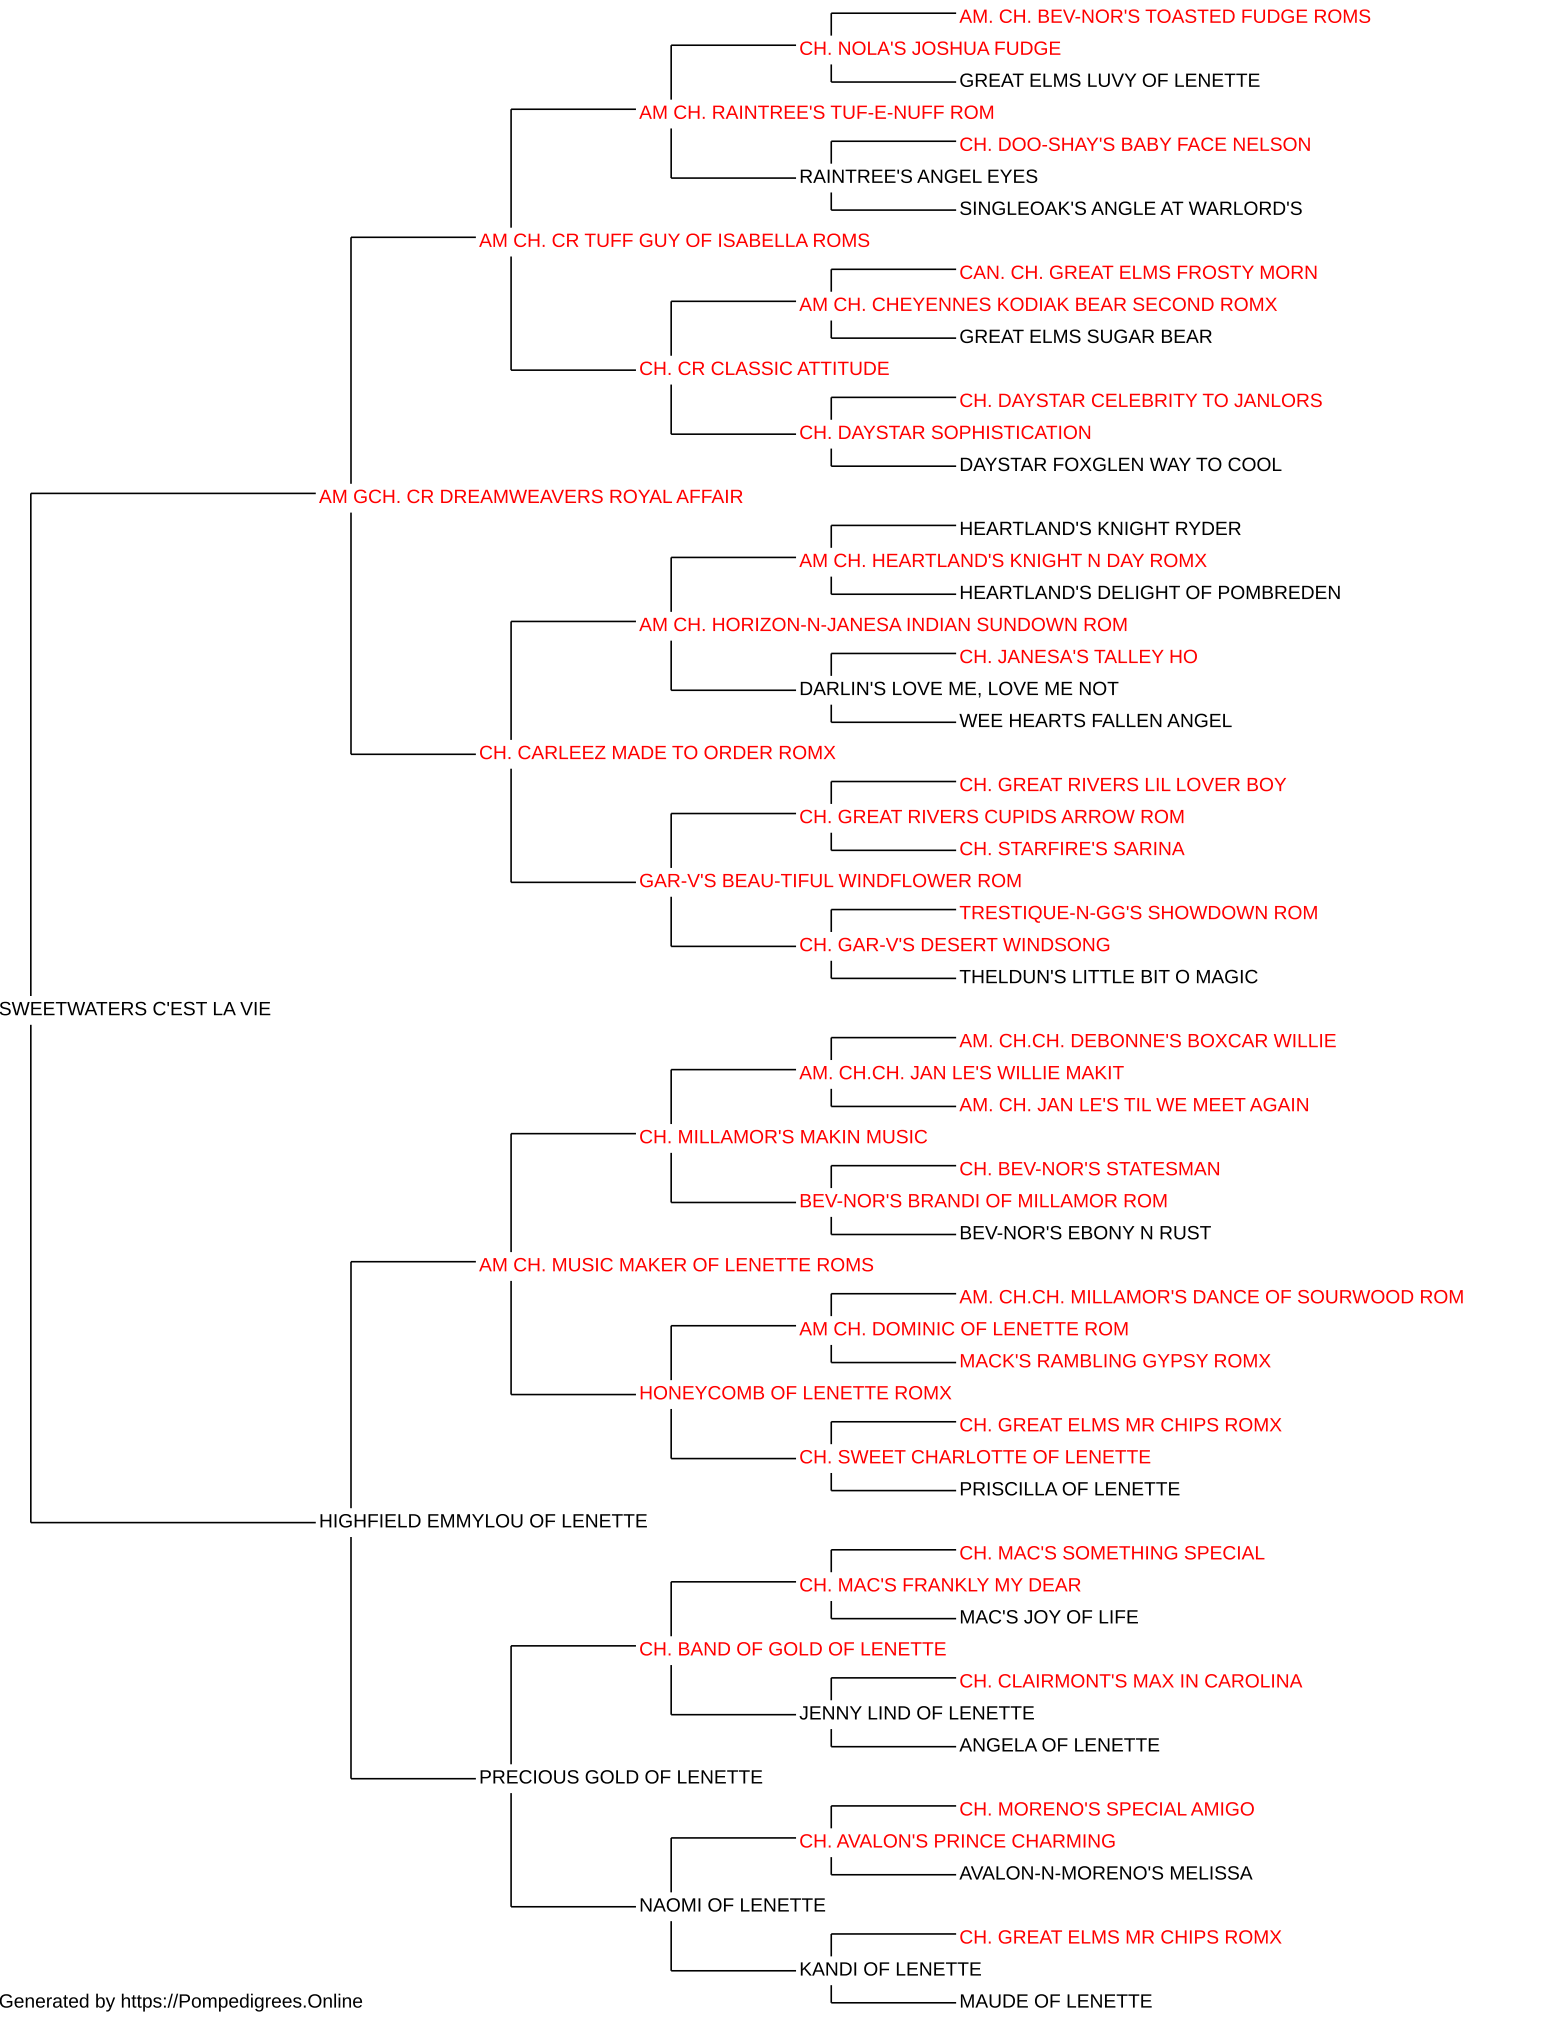 AM. CH. BEV-NOR'S TOASTED FUDGE ROMS
CH. NOLA'S JOSHUA FUDGE
GREAT ELMS LUVY OF LENETTE
AM CH. RAINTREE'S TUF-E-NUFF ROM
CH. DOO-SHAY'S BABY FACE NELSON
RAINTREE'S ANGEL EYES
SINGLEOAK'S ANGLE AT WARLORD'S
AM CH. CR TUFF GUY OF ISABELLA ROMS
CAN. CH. GREAT ELMS FROSTY MORN
AM CH. CHEYENNES KODIAK BEAR SECOND ROMX
GREAT ELMS SUGAR BEAR
CH. CR CLASSIC ATTITUDE
CH. DAYSTAR CELEBRITY TO JANLORS
CH. DAYSTAR SOPHISTICATION
DAYSTAR FOXGLEN WAY TO COOL
AM GCH. CR DREAMWEAVERS ROYAL AFFAIR
HEARTLAND'S KNIGHT RYDER
AM CH. HEARTLAND'S KNIGHT N DAY ROMX
HEARTLAND'S DELIGHT OF POMBREDEN
AM CH. HORIZON-N-JANESA INDIAN SUNDOWN ROM
CH. JANESA'S TALLEY HO
DARLIN'S LOVE ME, LOVE ME NOT
WEE HEARTS FALLEN ANGEL
CH. CARLEEZ MADE TO ORDER ROMX
CH. GREAT RIVERS LIL LOVER BOY
CH. GREAT RIVERS CUPIDS ARROW ROM
CH. STARFIRE'S SARINA
GAR-V'S BEAU-TIFUL WINDFLOWER ROM
TRESTIQUE-N-GG'S SHOWDOWN ROM
CH. GAR-V'S DESERT WINDSONG
THELDUN'S LITTLE BIT O MAGIC
SWEETWATERS C'EST LA VIE
AM. CH.CH. DEBONNE'S BOXCAR WILLIE
AM. CH.CH. JAN LE'S WILLIE MAKIT
AM. CH. JAN LE'S TIL WE MEET AGAIN
CH. MILLAMOR'S MAKIN MUSIC
CH. BEV-NOR'S STATESMAN
BEV-NOR'S BRANDI OF MILLAMOR ROM
BEV-NOR'S EBONY N RUST
AM CH. MUSIC MAKER OF LENETTE ROMS
AM. CH.CH. MILLAMOR'S DANCE OF SOURWOOD ROM
AM CH. DOMINIC OF LENETTE ROM
MACK'S RAMBLING GYPSY ROMX
HONEYCOMB OF LENETTE ROMX
CH. GREAT ELMS MR CHIPS ROMX
CH. SWEET CHARLOTTE OF LENETTE
PRISCILLA OF LENETTE
HIGHFIELD EMMYLOU OF LENETTE
CH. MAC'S SOMETHING SPECIAL
CH. MAC'S FRANKLY MY DEAR
MAC'S JOY OF LIFE
CH. BAND OF GOLD OF LENETTE
CH. CLAIRMONT'S MAX IN CAROLINA
JENNY LIND OF LENETTE
ANGELA OF LENETTE
PRECIOUS GOLD OF LENETTE
CH. MORENO'S SPECIAL AMIGO
CH. AVALON'S PRINCE CHARMING
AVALON-N-MORENO'S MELISSA
NAOMI OF LENETTE
CH. GREAT ELMS MR CHIPS ROMX
KANDI OF LENETTE
MAUDE OF LENETTE
Generated by https://Pompedigrees.Online